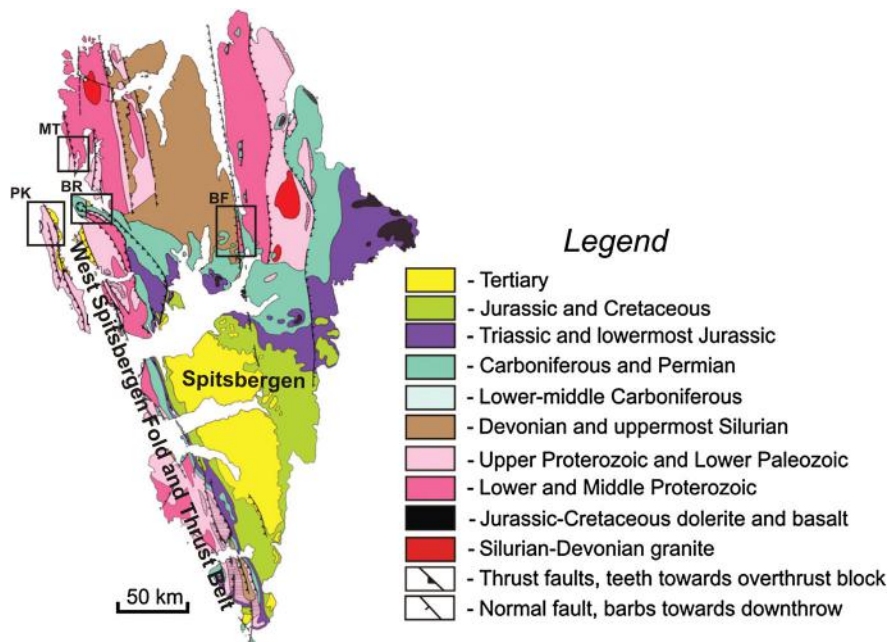 MT
PK
BR
BF
West Spitsbergen Fold and Thrust Belt
Spitsbergen
50 km
Legend
- Tertiary
- Jurassic and Cretaceous
- Triassic and lowermost Jurassic
- Carboniferous and Permian
- Lower-middle Carboniferous
- Devonian and uppermost Silurian
- Upper Proterozoic and Lower Paleozoic
- Lower and Middle Proterozoic
- Jurassic-Cretaceous dolerite and basalt
- Silurian-Devonian granite
- Thrust faults, teeth towards overthrust block
- Normal fault, barbs towards downthrow